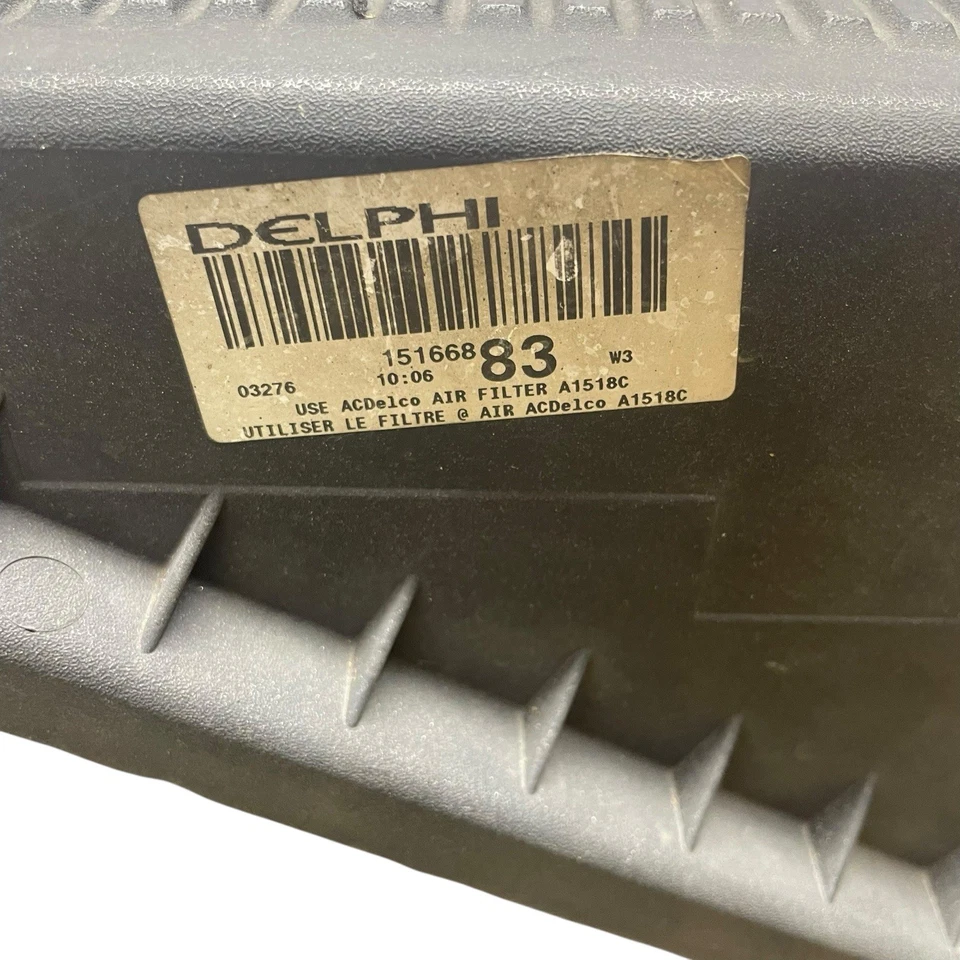 DELPHI
15166883
03276 10:06 W3
USE ACDelco AIR FILTER A1518C
UTILISER LE FILTRE @ AIR ACDelco A1518C